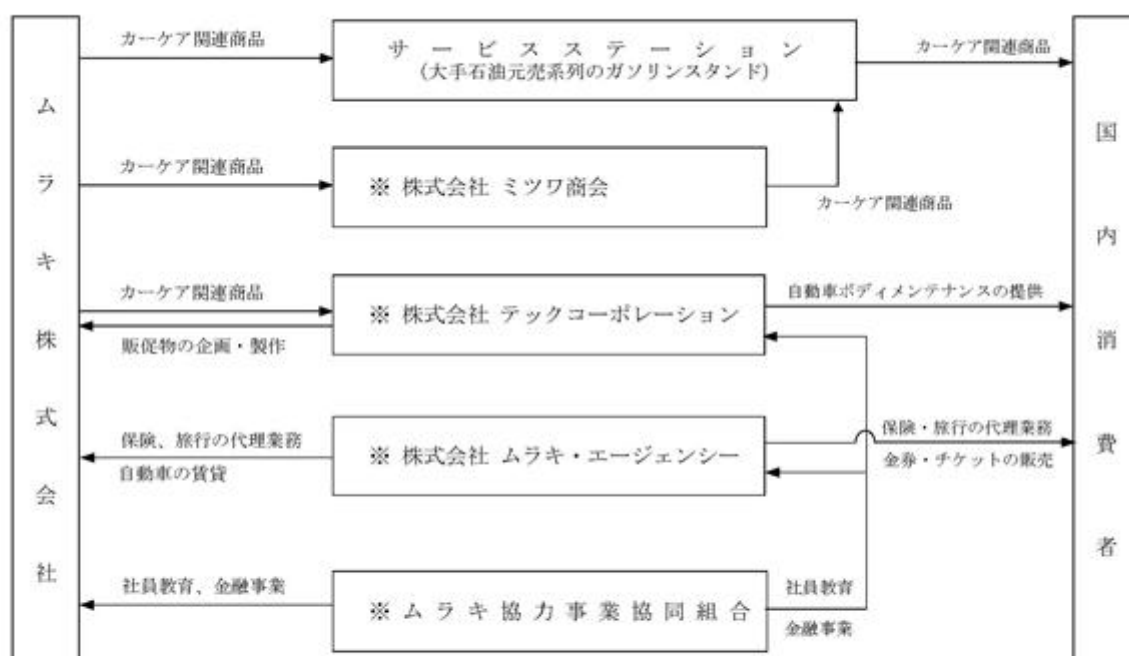 ムラキ株式会社
カーケア関連商品
サービスステーション
(大手石油元売系列のガソリンスタンド)
カーケア関連商品
国内消費者
カーケア関連商品
※ 株式会社 ミツワ商会
カーケア関連商品
カーケア関連商品
※ 株式会社 テックコーポレーション
自動車ボディメンテナンスの提供
販促物の企画・製作
保険、旅行の代理業務
※ 株式会社 ムラキ・エージェンシー
保険・旅行の代理業務
自動車の賃貸
金券・チケットの販売
社員教育、金融事業
※ ムラキ協力事業協同組合
社員教育
金融事業